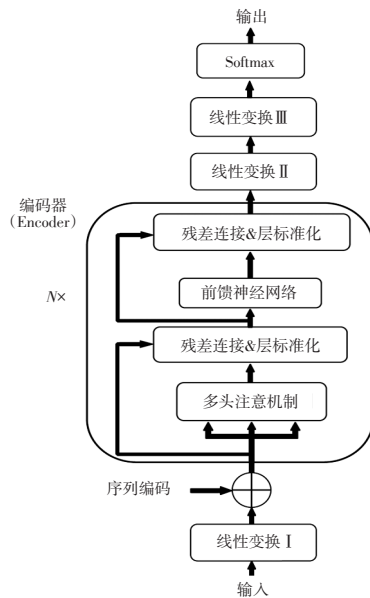 输出
Softmax
线性变换Ⅲ
线性变换Ⅱ
编码器
（Encoder）
残差连接&层标准化
N×
前馈神经网络
残差连接&层标准化
多头注意机制
序列编码
线性变换Ⅰ
输入